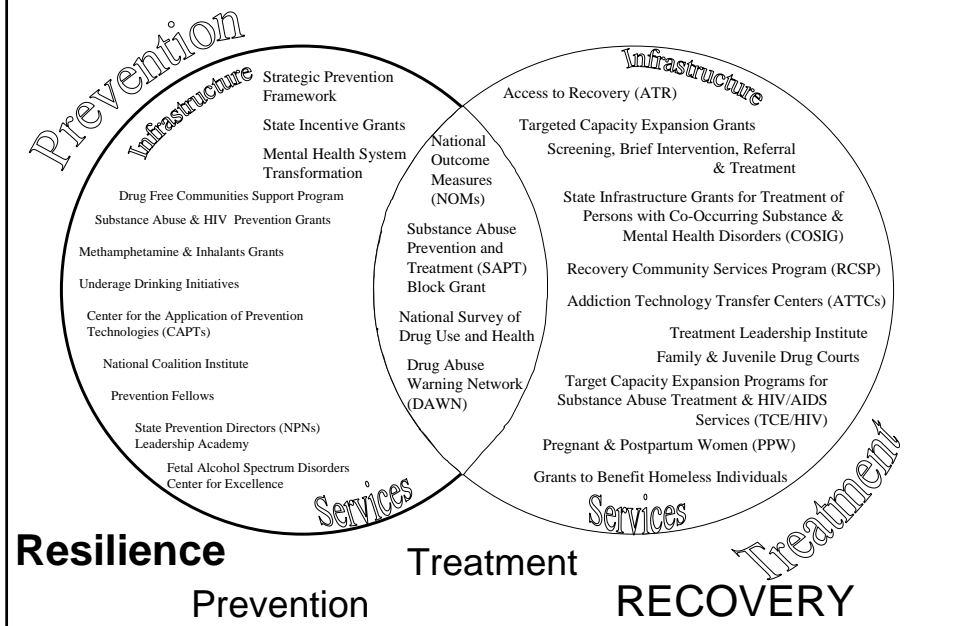 Prevention
Infrastructure
Strategic Prevention
Framework
State Incentive Grants
Mental Health System
Transformation
Drug Free Communities Support Program
Substance Abuse & HIV Prevention Grants
Methamphetamine & Inhalants Grants
Underage Drinking Initiatives
Center for the Application of Prevention
Technologies (CAPTs)
National Coalition Institute
Prevention Fellows
State Prevention Directors (NPNs)
Leadership Academy
Fetal Alcohol Spectrum Disorders
Center for Excellence
Services
National
Outcome
Measures
(NOMs)
Substance Abuse
Prevention and
Treatment (SAPT)
Block Grant
National Survey of
Drug Use and Health
Drug Abuse
Warning Network
(DAWN)
Infrastructure
Access to Recovery (ATR)
Targeted Capacity Expansion Grants
Screening, Brief Intervention, Referral
& Treatment
State Infrastructure Grants for Treatment of
Persons with Co-Occurring Substance &
Mental Health Disorders (COSIG)
Recovery Community Services Program (RCSP)
Addiction Technology Transfer Centers (ATTCs)
Treatment Leadership Institute
Family & Juvenile Drug Courts
Target Capacity Expansion Programs for
Substance Abuse Treatment & HIV/AIDS
Services (TCE/HIV)
Pregnant & Postpartum Women (PPW)
Grants to Benefit Homeless Individuals
Services
Treatment
Resilience
Treatment
Prevention
RECOVERY